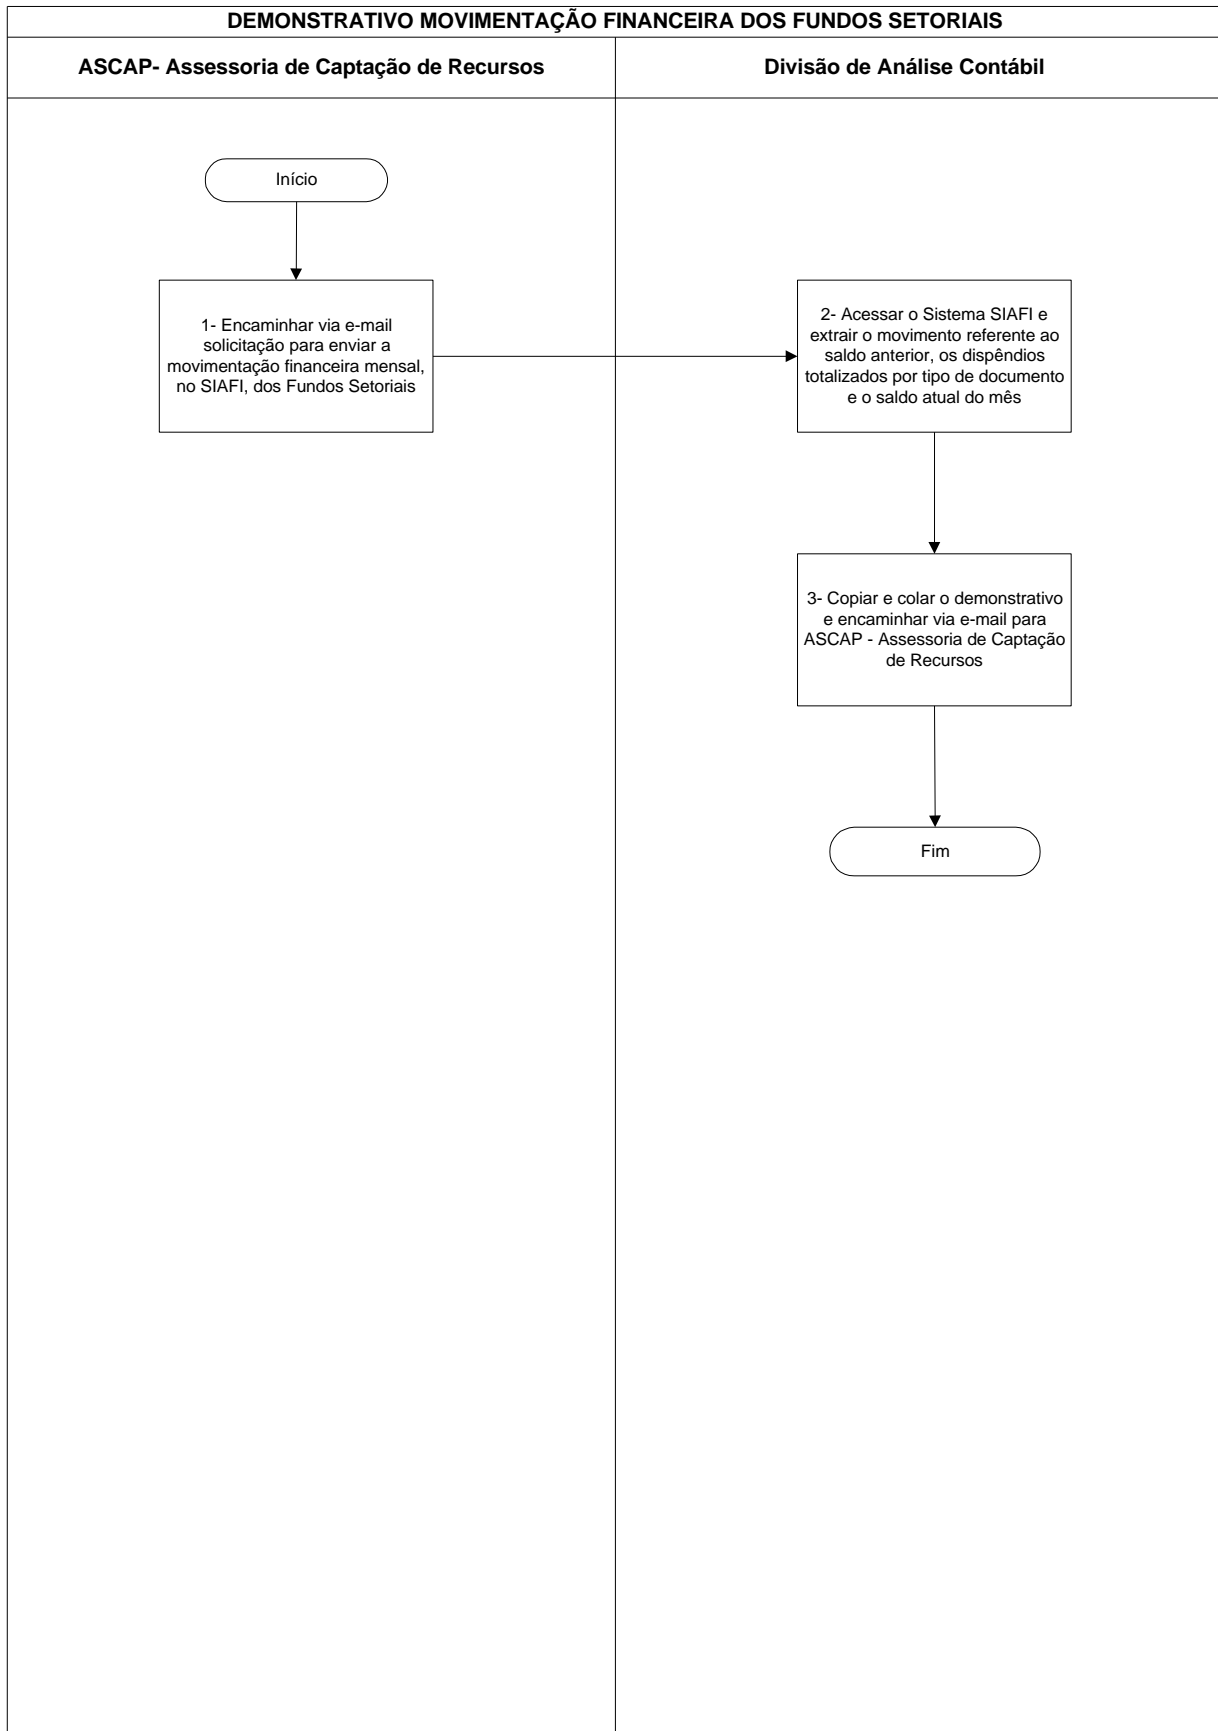 DEMONSTRATIVO MOVIMENTAÇÃO FINANCEIRA DOS FUNDOS SETORIAIS
ASCAP- Assessoria de Captação de Recursos
Divisão de Análise Contábil
Início
1- Encaminhar via e-mail
solicitação para enviar a
movimentação financeira mensal,
no SIAFI, dos Fundos Setoriais
2- Acessar o Sistema SIAFI e
extrair o movimento referente ao
saldo anterior, os dispêndios
totalizados por tipo de documento
e o saldo atual do mês
3- Copiar e colar o demonstrativo
e encaminhar via e-mail para
ASCAP - Assessoria de Captação
de Recursos
Fim